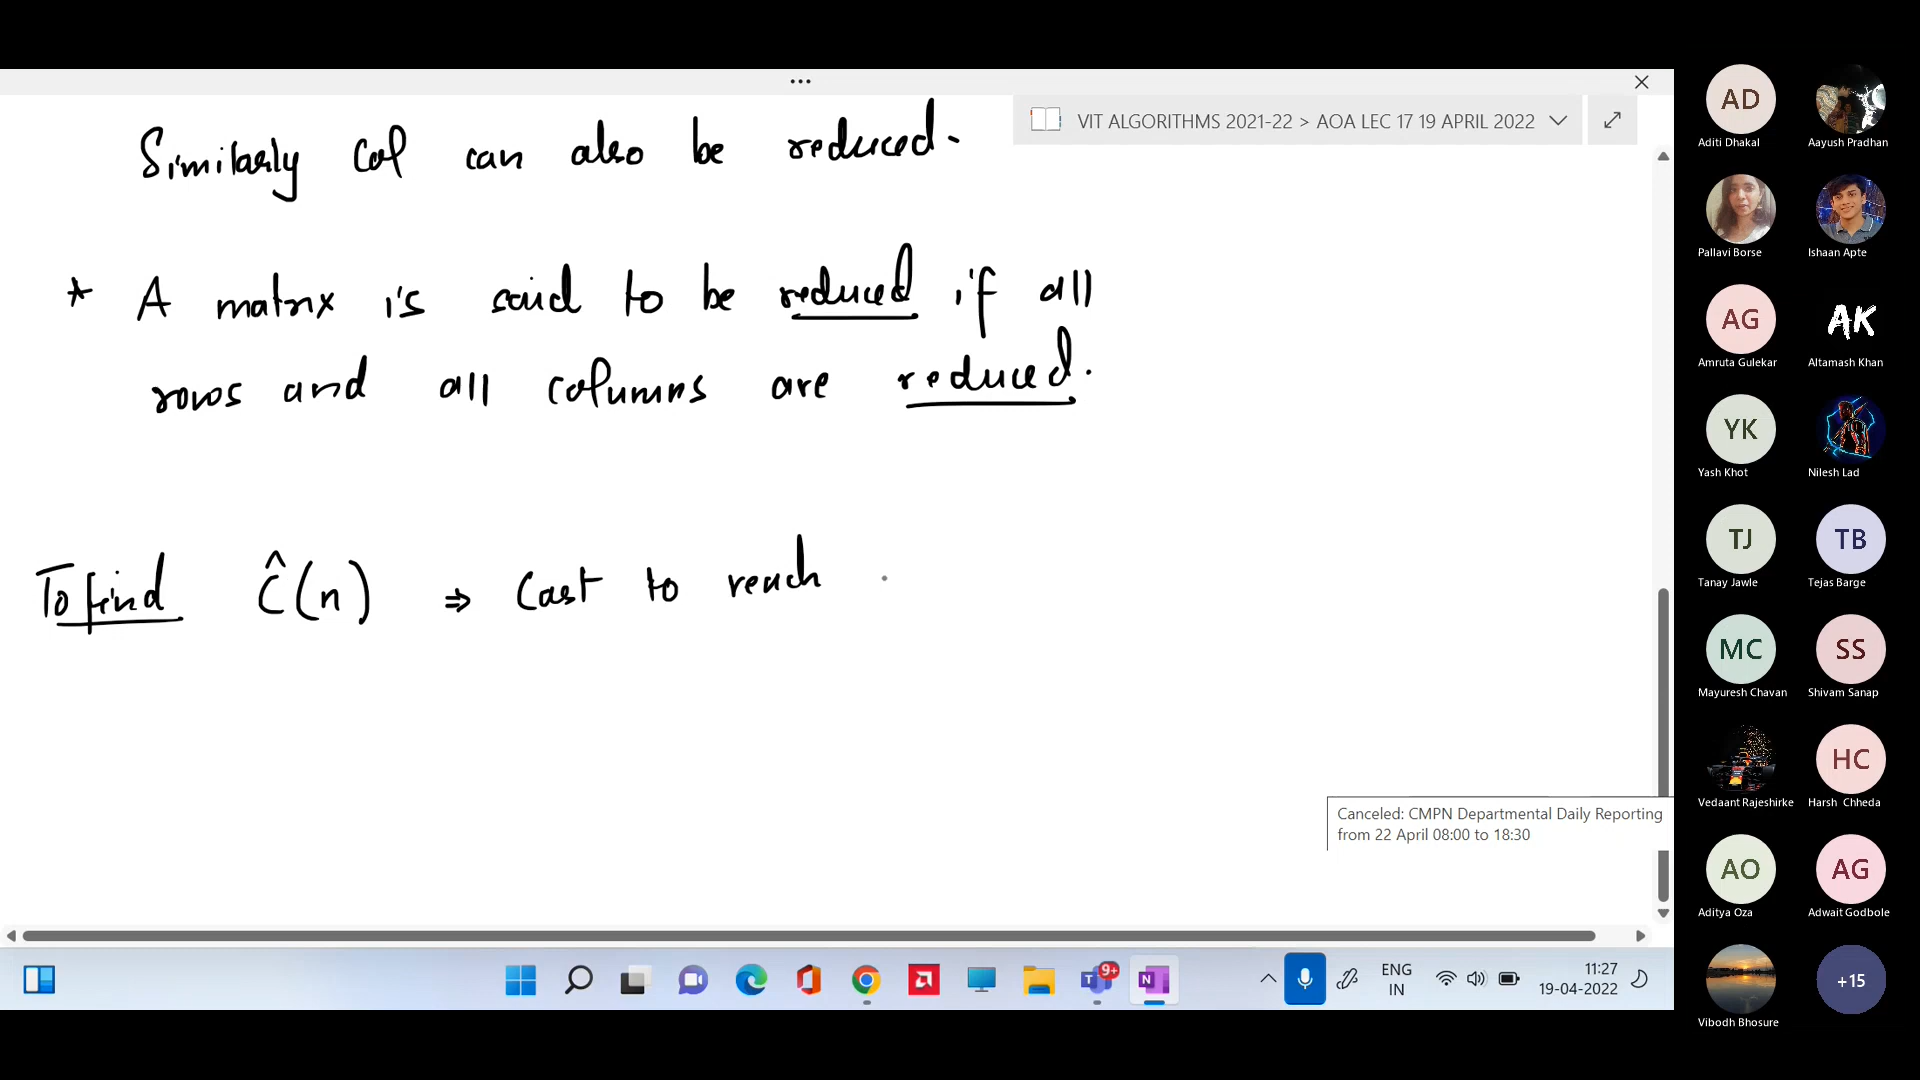 VIT ALGORITHMS 2021-22 > AOA LEC 17 19 APRIL 2022
Similarly Col can also be reduced.
* A matrix is said to be reduced if all
rows and all columns are reduced.
To find Ĉ(n) ⇒ Cost to reach
Canceled: CMPN Departmental Daily Reporting
from 22 April 08:00 to 18:30
9+
ENG
IN
11:27
19-04-2022
AD
Aditi Dhakal
Aayush Pradhan
Pallavi Borse
Ishaan Apte
AG
Amruta Gulekar
AK
Altamash Khan
YK
Yash Khot
Nilesh Lad
TJ
Tanay Jawle
TB
Tejas Barge
MC
Mayuresh Chavan
SS
Shivam Sanap
Vedaant Rajeshirke
HC
Harsh Chheda
AO
Aditya Oza
AG
Adwait Godbole
Vibodh Bhosure
+15